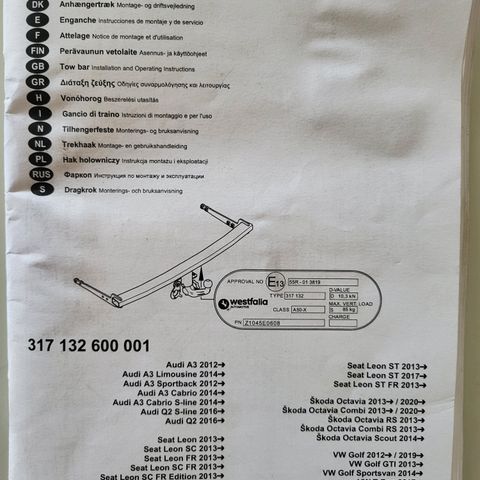 DK Anhængertræk Montage- og driftsvejledning
E Enganche Instrucciones de montaje y de servicio
F Attelage Notice de montage et d'utilisation
FIN Perävaunun vetolaite Asennus- ja käyttöohjeet
GB Tow bar Installation and Operating Instructions
GR Διάταξη ζεύξης Οδηγίες συναρμολόγησης και λειτουργίας
H Vonóhorog Beszerelési utasítás
I Gancio di traino Istruzioni di montaggio e per l'uso
N Tilhengerfeste Monterings- og bruksanvisning
NL Trekhaak Montage- en gebruikshandleiding
PL Hak holowniczy Instrukcja montażu i eksploatacji
RUS Фаркоп Инструкция по монтажу и эксплуатации
S Dragkrok Monterings- och bruksanvisning
APPROVAL NO E13 55R - 01 3819
TYPE 317 132
D-VALUE
D 10,3 kN
westfalia
AUTOMOTIVE
CLASS A50-X
MAX. VERT. LOAD
S 85 kg
PN Z1045E0608
CHARGE
317 132 600 001
Audi A3 2012➔
Audi A3 Limousine 2014➔
Audi A3 Sportback 2012➔
Audi A3 Cabrio 2014➔
Audi A3 Cabrio S-line 2014➔
Audi Q2 S-line 2016➔
Audi Q2 2016➔
Seat Leon 2013➔
Seat Leon SC 2013➔
Seat Leon FR 2013➔
Seat Leon SC FR 2013➔
Seat Leon SC FR Edition 2013➔
Seat Leon ST 2013➔
Seat Leon ST 2017➔
Seat Leon ST FR 2013➔
Škoda Octavia 2013➔ / 2020➔
Škoda Octavia Combi 2013➔ / 2020➔
Škoda Octavia RS 2013➔
Škoda Octavia Combi RS 2013➔
Škoda Octavia Scout 2014➔
VW Golf 2012➔ / 2019➔
VW Golf GTI 2013➔
VW Golf Sportsvan 2014➔